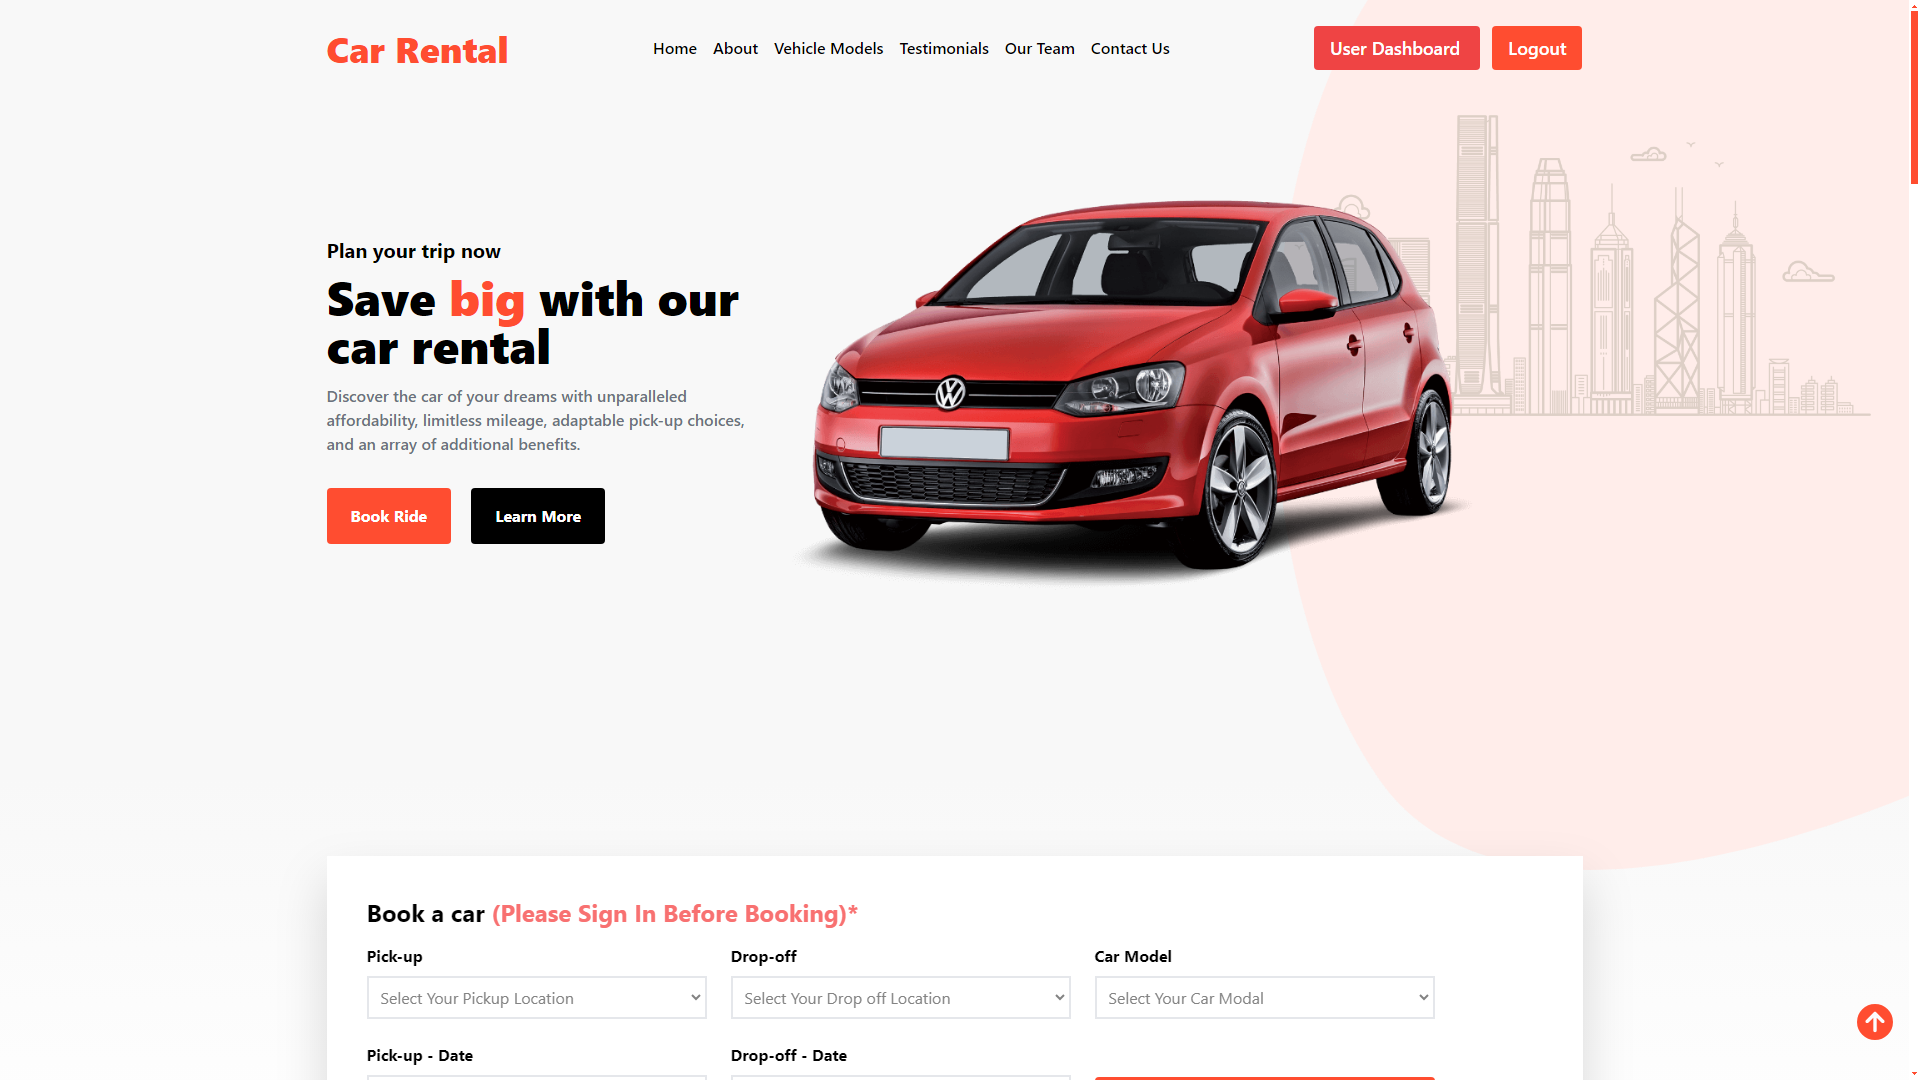 Car Rental
Home About Vehicle Models Testimonials Our Team Contact Us
User Dashboard Logout
Plan your trip now
Save big with our
car rental
Discover the car of your dreams with unparalleled
affordability, limitless mileage, adaptable pick-up choices,
and an array of additional benefits.
Book Ride Learn More
Book a car (Please Sign In Before Booking)*
Pick-up Drop-off Car Model
Select Your Pickup Location Select Your Drop off Location Select Your Car Modal
Pick-up - Date Drop-off - Date